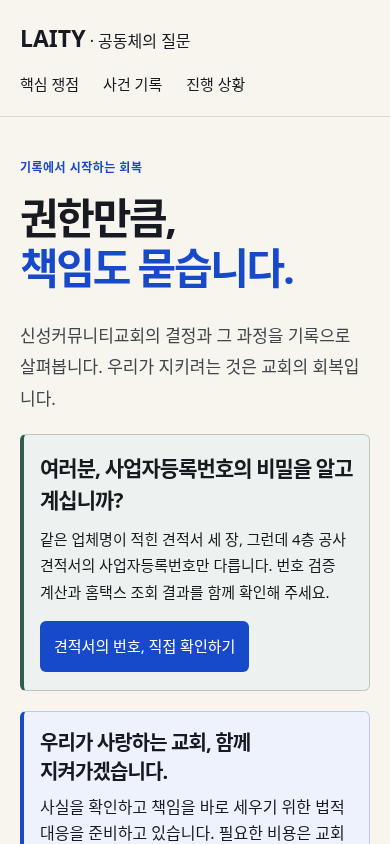 LAITY · 공동체의 질문
핵심 쟁점 사건 기록 진행 상황
기록에서 시작하는 회복
권한만큼,
책임도 묻습니다.
신성커뮤니티교회의 결정과 그 과정을 기록으로
살펴봅니다. 우리가 지키려는 것은 교회의 회복입
니다.
여러분, 사업자등록번호의 비밀을 알고
계십니까?
같은 업체명이 적힌 견적서 세 장, 그런데 4층 공사
견적서의 사업자등록번호만 다릅니다. 번호 검증
계산과 홈택스 조회 결과를 함께 확인해 주세요.
견적서의 번호, 직접 확인하기
우리가 사랑하는 교회, 함께
지켜가겠습니다.
사실을 확인하고 책임을 바로 세우기 위한 법적
대응을 준비하고 있습니다. 필요한 비용은 교회